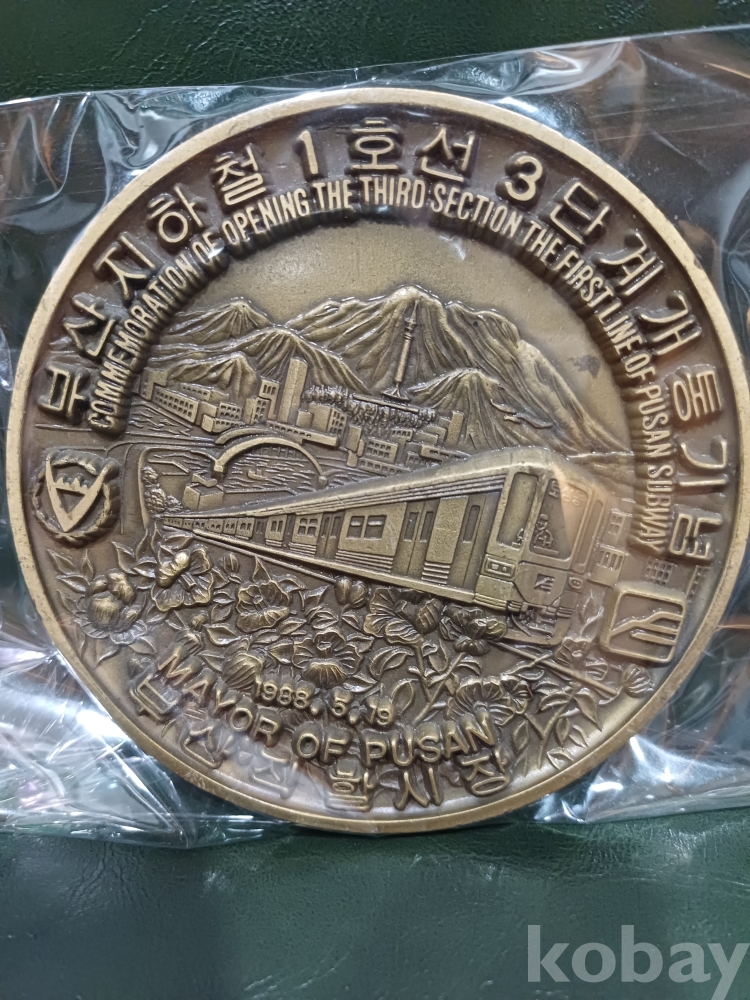 부산지하철 1호선 3단계개통기념
COMMEMORATION OF OPENING THE THIRD SECTION THE FIRST LINE OF PUSAN SUBWAY
1988. 5. 19
MAYOR OF PUSAN
부산직할시장
kobay